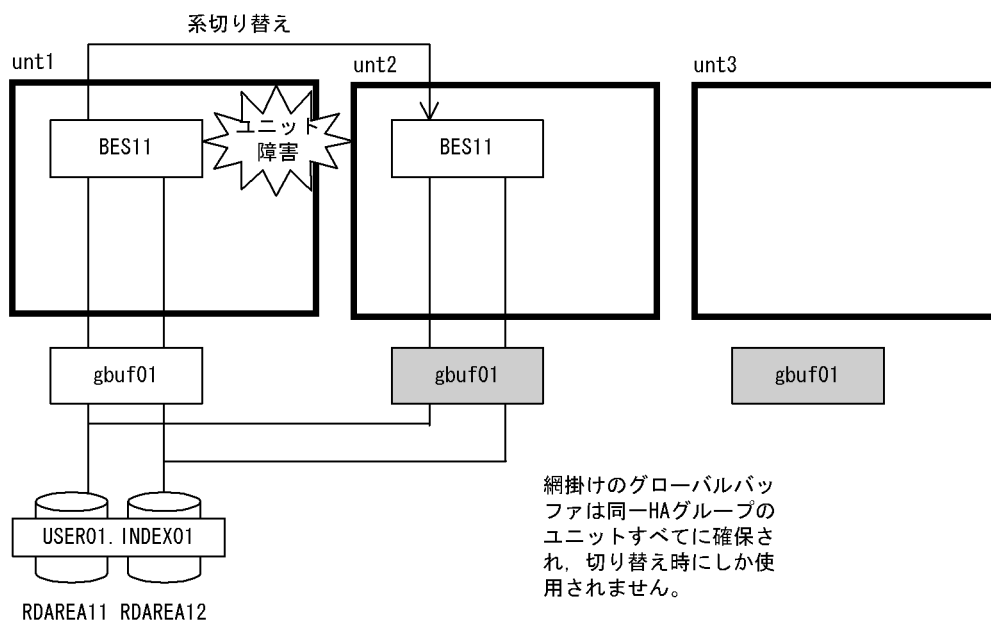 系切り替え
unt1
unt2
unt3
BES11
ユニット
障害
BES11
gbuf01
gbuf01
gbuf01
USER01. INDEX01
RDAREA11 RDAREA12
網掛けのグローバルバッ
ファは同一HAグループの
ユニットすべてに確保さ
れ，切り替え時にしか使
用されません。